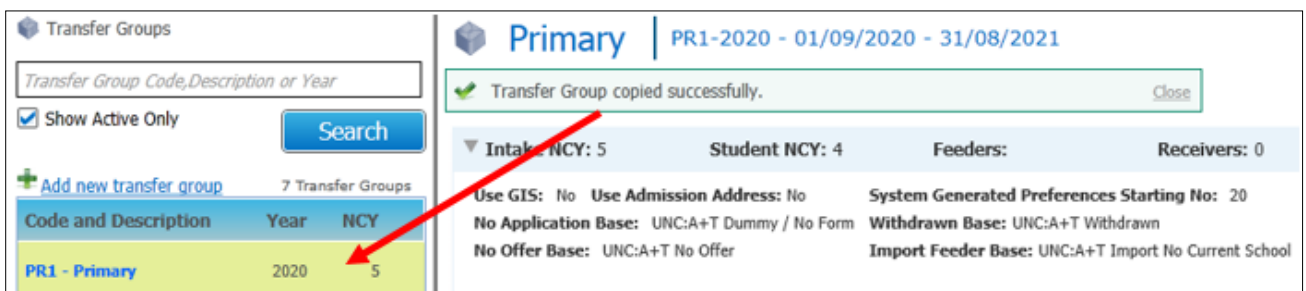 Transfer Groups
Transfer Group Code,Description or Year
Show Active Only
Search
Add new transfer group 7 Transfer Groups
Code and Description Year NCY
PR1 - Primary 2020 5
Primary PR1-2020 - 01/09/2020 - 31/08/2021
Transfer Group copied successfully. Close
Intake NCY: 5 Student NCY: 4 Feeders: Receivers: 0
Use GIS: No Use Admission Address: No System Generated Preferences Starting No: 20
No Application Base: UNC:A+T Dummy / No Form Withdrawn Base: UNC:A+T Withdrawn
No Offer Base: UNC:A+T No Offer Import Feeder Base: UNC:A+T Import No Current School